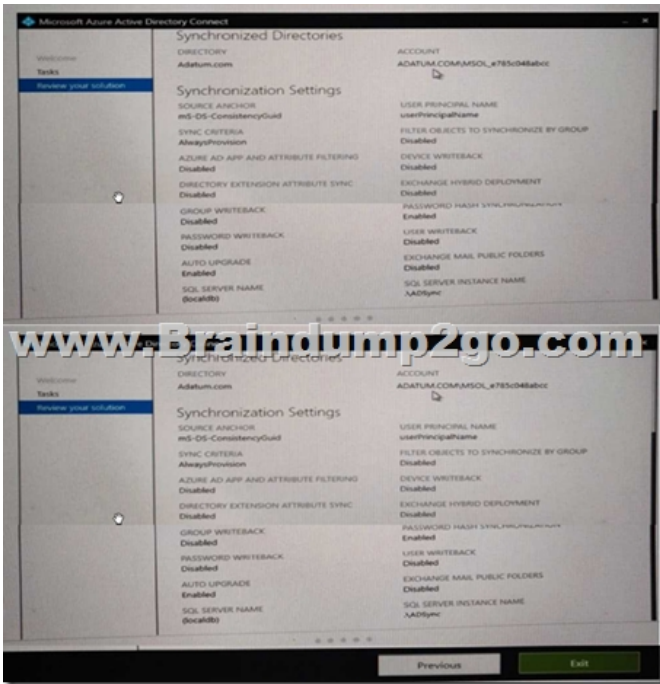 Microsoft Azure Active Directory Connect
Synchronized Directories
Welcome
Tasks
Review your solution
DIRECTORY
Adatum.com
ACCOUNT
ADATUM.COM\MSOL_e785c048abcc
Synchronization Settings
SOURCE ANCHOR
mS-DS-ConsistencyGuid
USER PRINCIPAL NAME
userPrincipalName
SYNC CRITERIA
AlwaysProvision
FILTER OBJECTS TO SYNCHRONIZE BY GROUP
Disabled
AZURE AD APP AND ATTRIBUTE FILTERING
Disabled
DEVICE WRITEBACK
Disabled
DIRECTORY EXTENSION ATTRIBUTE SYNC
Disabled
EXCHANGE HYBRID DEPLOYMENT
Disabled
GROUP WRITEBACK
Disabled
PASSWORD HASH SYNCHRONIZATION
Enabled
PASSWORD WRITEBACK
Disabled
USER WRITEBACK
Disabled
AUTO UPGRADE
Enabled
EXCHANGE MAIL PUBLIC FOLDERS
Disabled
SQL SERVER NAME
(localdb)
SQL SERVER INSTANCE NAME
.\ADSync
www.Braindump2go.com
Synchronized Directories
Welcome
Tasks
Review your solution
DIRECTORY
Adatum.com
ACCOUNT
ADATUM.COM\MSOL_e785c048abcc
Synchronization Settings
SOURCE ANCHOR
mS-DS-ConsistencyGuid
USER PRINCIPAL NAME
userPrincipalName
SYNC CRITERIA
AlwaysProvision
FILTER OBJECTS TO SYNCHRONIZE BY GROUP
Disabled
AZURE AD APP AND ATTRIBUTE FILTERING
Disabled
DEVICE WRITEBACK
Disabled
DIRECTORY EXTENSION ATTRIBUTE SYNC
Disabled
EXCHANGE HYBRID DEPLOYMENT
Disabled
GROUP WRITEBACK
Disabled
PASSWORD HASH SYNCHRONIZATION
Enabled
PASSWORD WRITEBACK
Disabled
USER WRITEBACK
Disabled
AUTO UPGRADE
Enabled
EXCHANGE MAIL PUBLIC FOLDERS
Disabled
SQL SERVER NAME
(localdb)
SQL SERVER INSTANCE NAME
.\ADSync
Previous
Exit